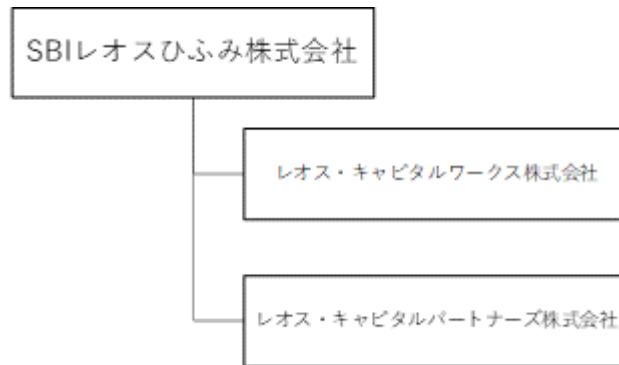 SBIレオスひふみ株式会社
レオス・キャピタルワークス株式会社
レオス・キャピタルパートナーズ株式会社